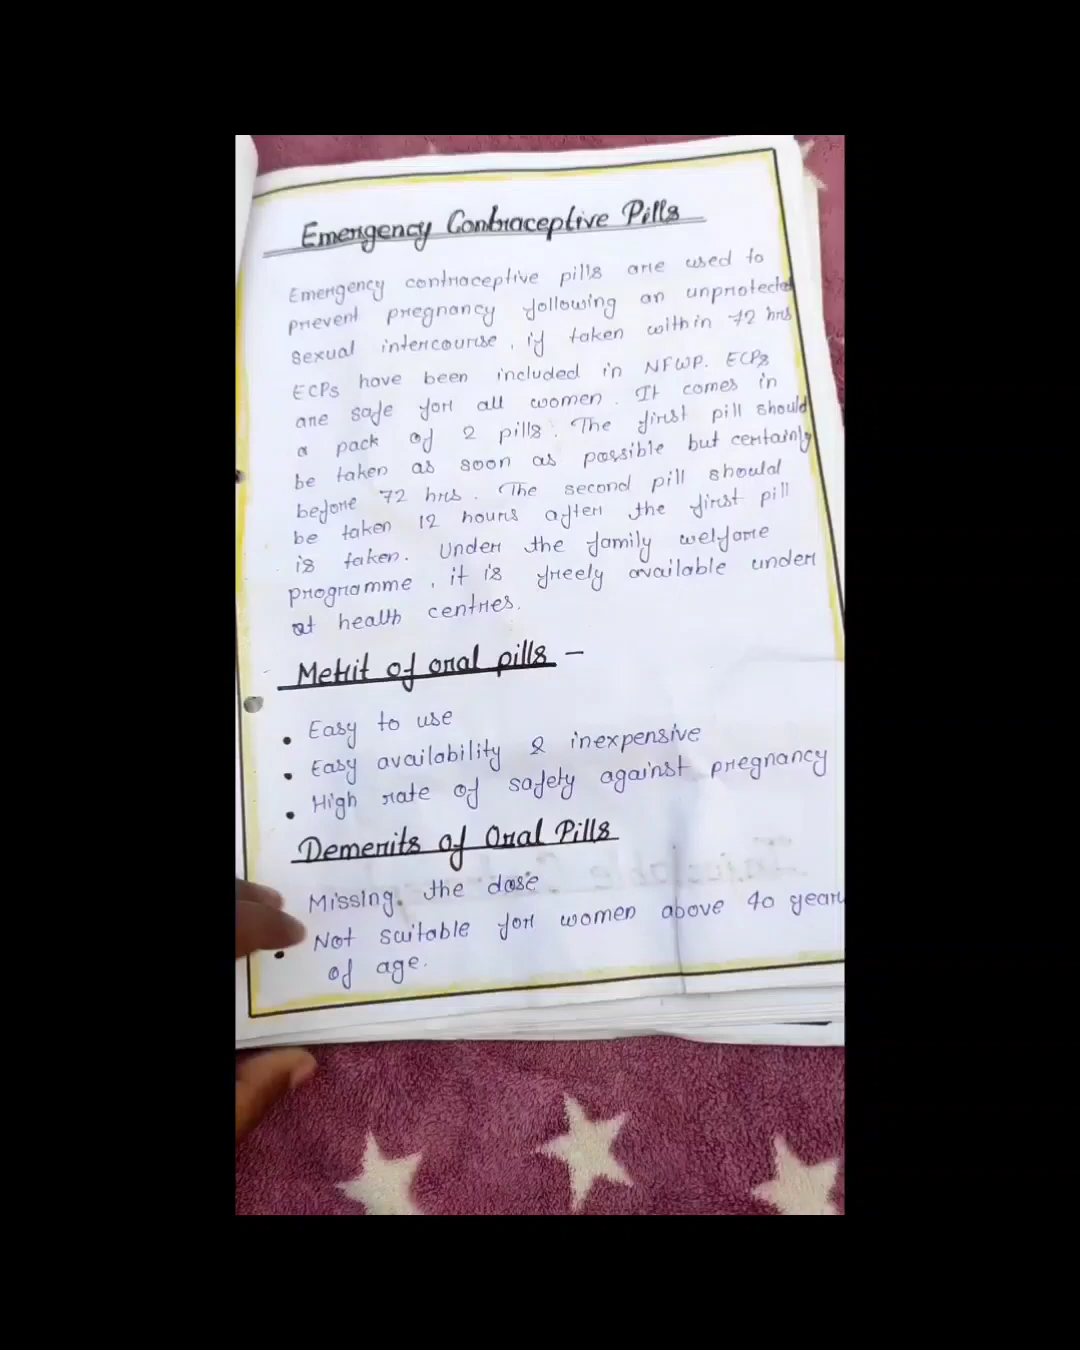 Emergency Contraceptive Pills
Emergency contraceptive pills are used to
prevent pregnancy following an unprotected
sexual intercourse, if taken within 72 hrs
ECPs have been included in NFWP. ECPs
are safe for all women. It comes in
a pack of 2 pills. The first pill should
be taken as soon as possible but certainly
before 72 hrs. The second pill should
be taken 12 hours after the first pill
is taken. Under the family welfare
programme, it is freely available under
at health centres.
Merit of oral pills -
• Easy to use
• Easy availability & inexpensive
• High rate of safety against pregnancy
Demerits of Oral Pills
Missing the dose
• Not suitable for women above 40 year
of age.